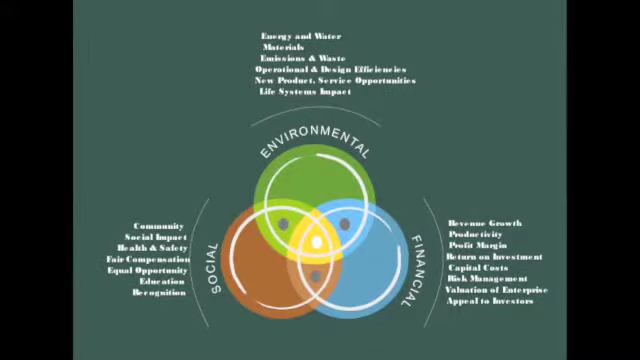 Energy and Water
Materials
Emissions & Waste
Operational & Design Efficiencies
New Product, Service Opportunities
Life Systems Impact
ENVIRONMENTAL
Community
Social Impact
Health & Safety
Fair Compensation
Equal Opportunity
Education
Recognition
SOCIAL
FINANCIAL
Revenue Growth
Productivity
Profit Margin
Return on Investment
Capital Costs
Risk Management
Valuation of Enterprise
Appeal to Investors